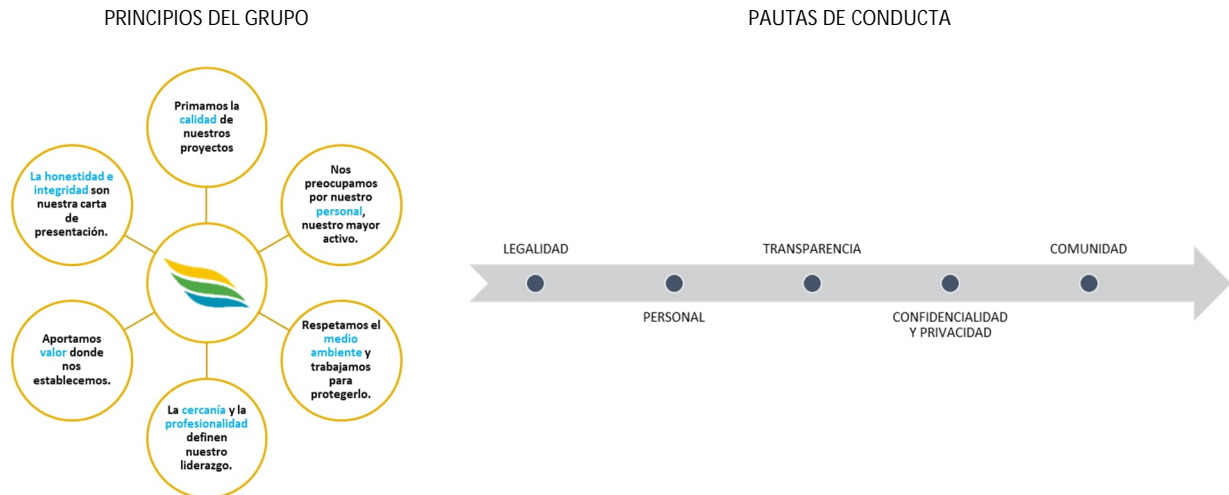 PRINCIPIOS DEL GRUPO
Primamos la
calidad de
nuestros
proyectos
Nos
preocupamos
por nuestro
personal,
nuestro mayor
activo.
Respetamos el
medio
ambiente y
trabajamos
para
protegerlo.
La cercanía y la
profesionalidad
definen
nuestro
liderazgo.
Aportamos
valor donde
nos
establecemos.
La honestidad e
integridad son
nuestra carta
de
presentación.
PAUTAS DE CONDUCTA
LEGALIDAD
PERSONAL
TRANSPARENCIA
CONFIDENCIALIDAD
Y PRIVACIDAD
COMUNIDAD